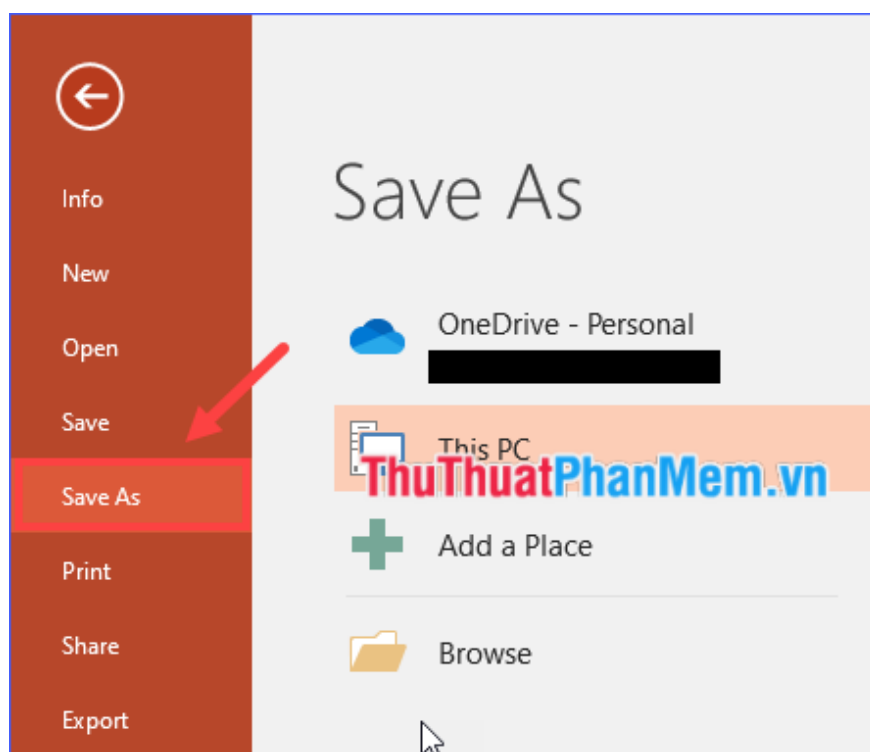 Info
New
Open
Save
Save As
Print
Share
Export
Save As
OneDrive - Personal
This PC
ThuThuatPhanMem.vn
Add a Place
Browse